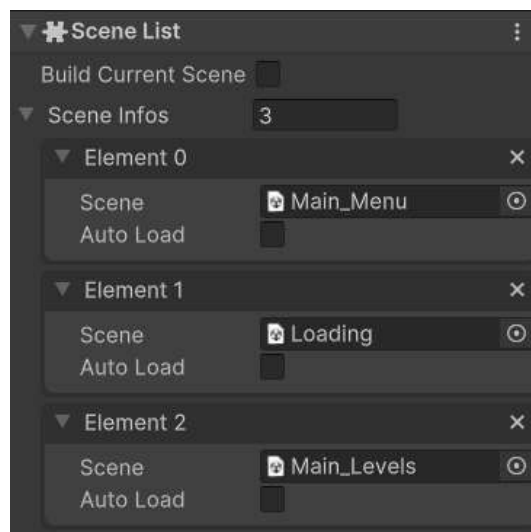 Scene List
Build Current Scene
Scene Infos 3
Element 0
Scene Main_Menu
Auto Load
Element 1
Scene Loading
Auto Load
Element 2
Scene Main_Levels
Auto Load